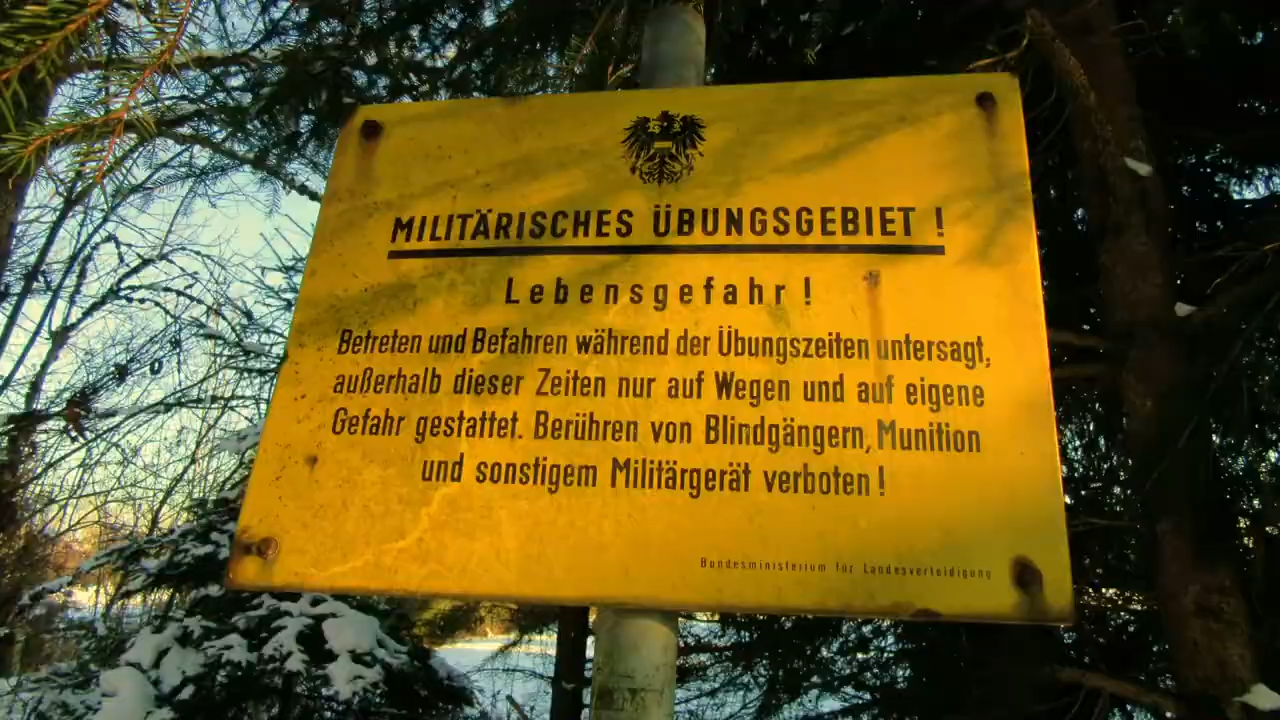 MILITÄRISCHES ÜBUNGSGEBIET !
Lebensgefahr !
Betreten und Befahren während der Übungszeiten untersagt,
außerhalb dieser Zeiten nur auf Wegen und auf eigene
Gefahr gestattet. Berühren von Blindgängern, Munition
und sonstigem Militärgerät verboten !
Bundesministerium für Landesverteidigung